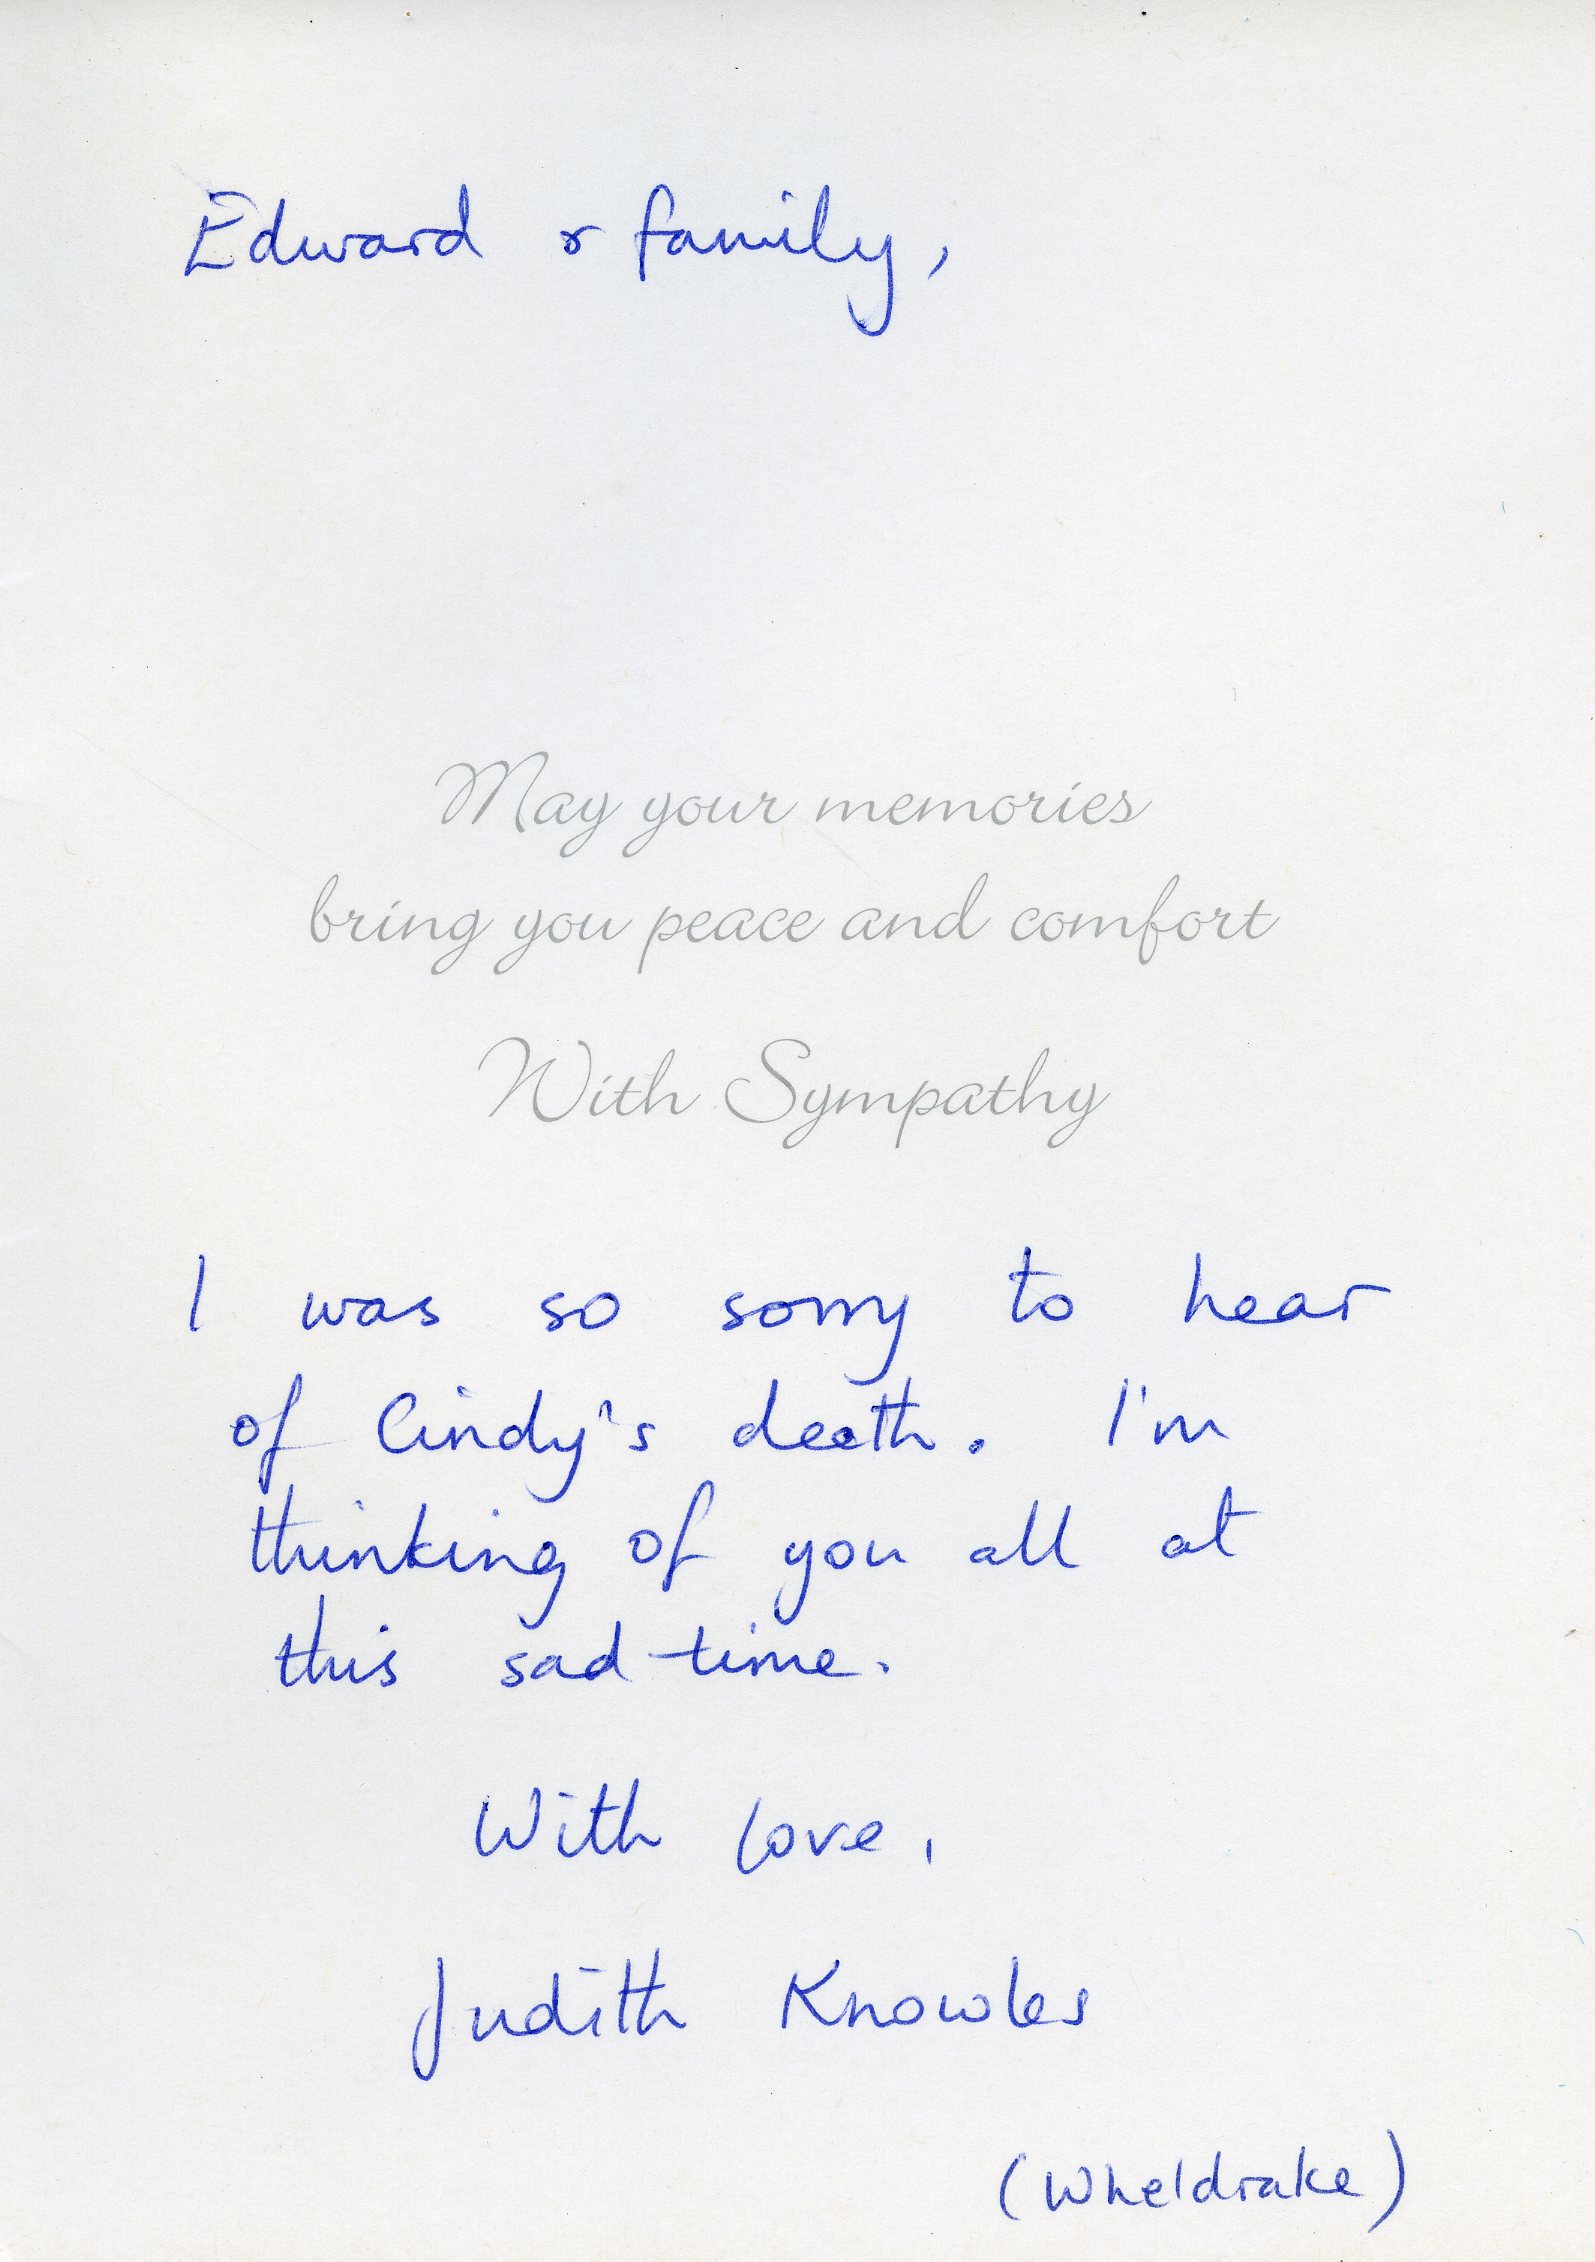 Edward & family,
May your memories
bring you peace and comfort
With Sympathy
I was so sorry to hear
of Cindy's death. I'm
thinking of you all at
this sad time.
With love,
Judith Knowles
(Wheldrake)